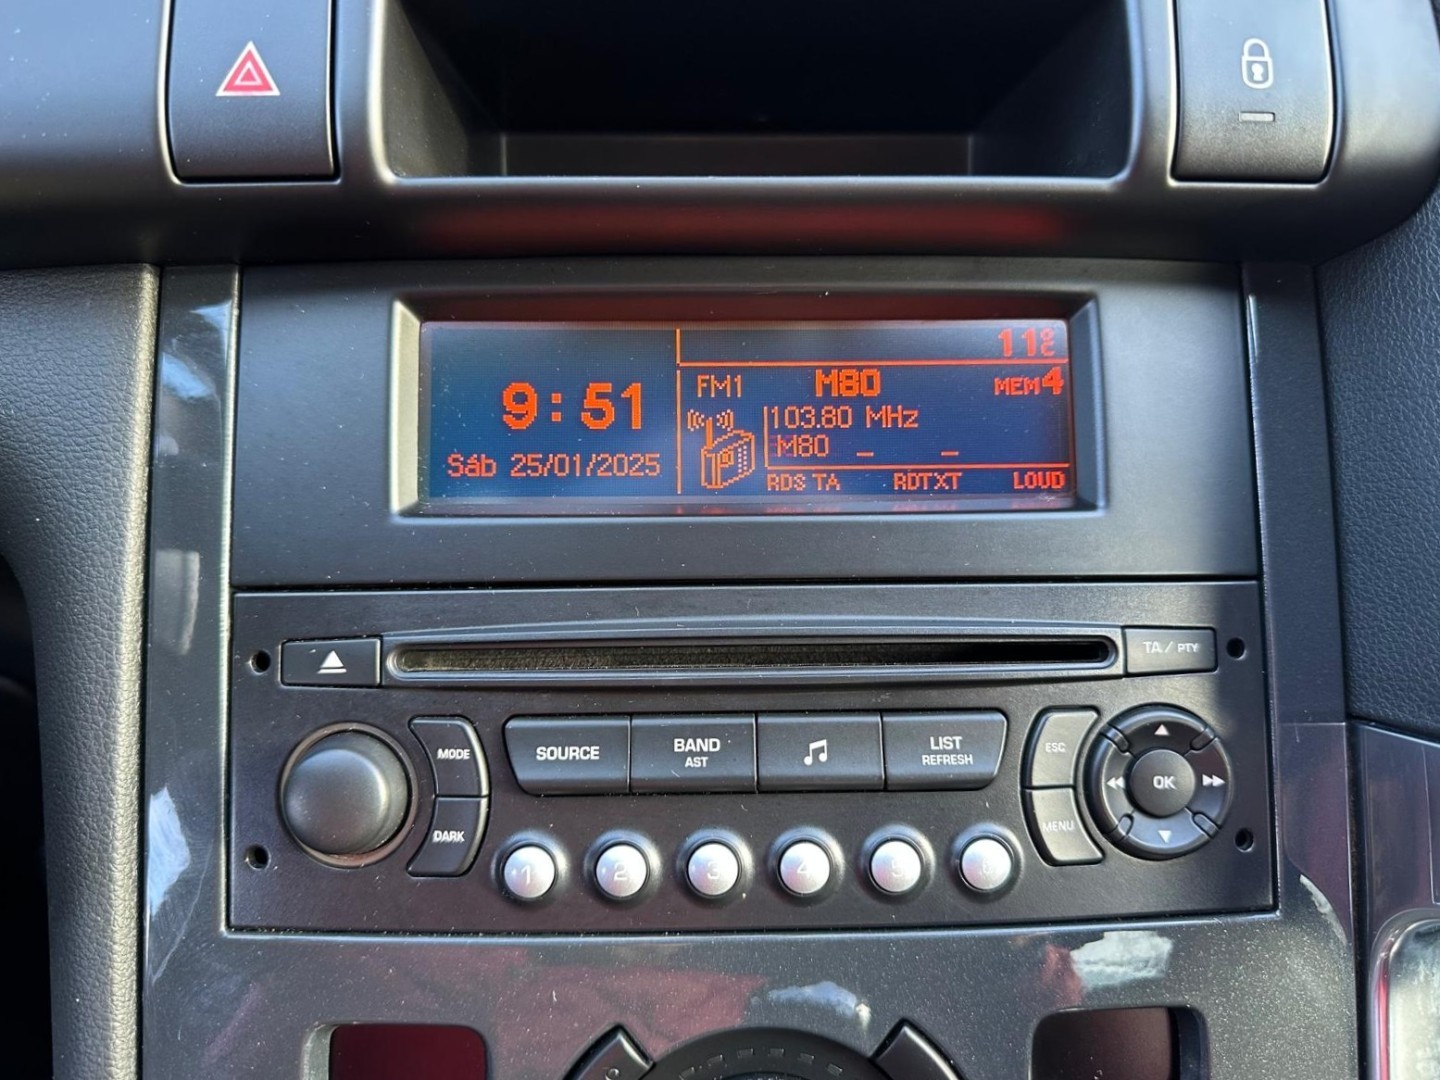 11°C
9:51
Sáb 25/01/2025
FM1 M80 MEM4
103.80 MHz
M80 _ _
RDS TA RDTXT LOUD
TA / PTY
MODE
DARK
SOURCE
BAND
AST
LIST
REFRESH
ESC
MENU
OK
1 2 3 4 5 6